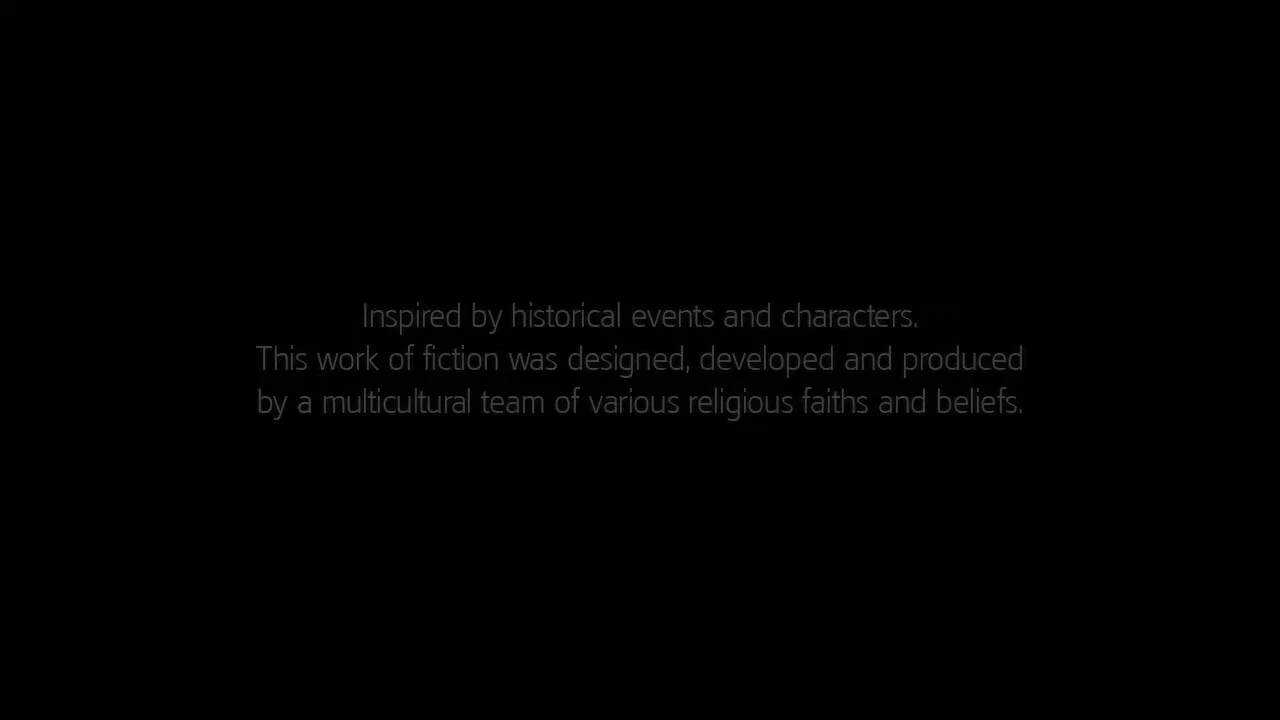 Inspired by historical events and characters.
This work of fiction was designed, developed and produced
by a multicultural team of various religious faiths and beliefs.